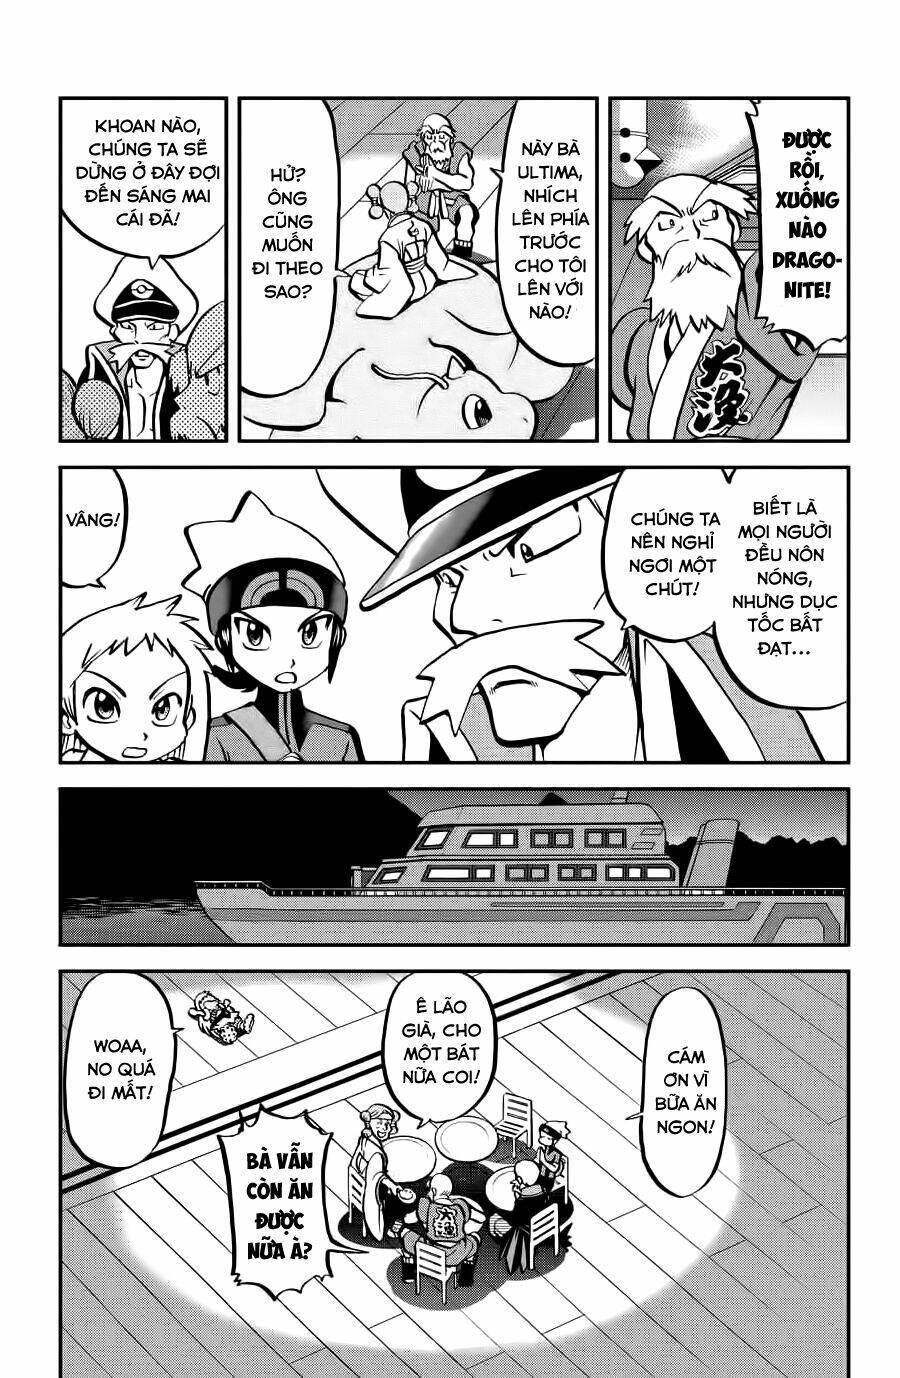 ĐƯỢC
RỒI,
XUỐNG
NÀO
DRAGO-
NITE!
大漁
NÀY BÀ
ULTIMA,
NHÍCH
LÊN PHÍA
TRƯỚC
CHO TÔI
LÊN VỚI
NÀO!
HỬ?
ÔNG
CŨNG
MUỐN
ĐI THEO
SAO?
KHOAN NÀO,
CHÚNG TA SẼ
DỪNG Ở ĐÂY ĐỢI
ĐẾN SÁNG MAI
CÁI ĐÃ!
BIẾT LÀ
MỌI NGƯỜI
ĐỀU NÔN
NÓNG,
NHƯNG DỤC
TỐC BẤT
ĐẠT...
CHÚNG TA
NÊN NGHỈ
NGƠI MỘT
CHÚT!
VÂNG!
CÁM
ƠN VÌ
BỮA ĂN
NGON!
Ê LÃO
GIÀ, CHO
MỘT BÁT
NỮA COI!
BÀ VẪN
CÒN ĂN
ĐƯỢC
NỮA À?
大漁
WOAA,
NO QUÁ
ĐI MẤT!